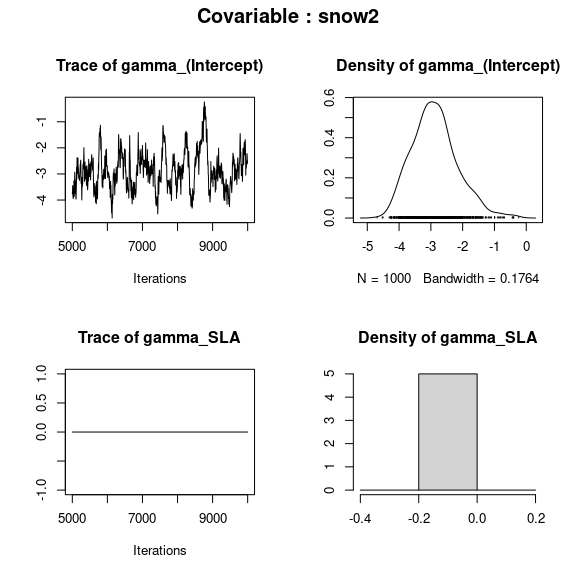 Covariable : snow2
Trace of gamma_(Intercept)
-1
-2
-3
-4
5000 7000 9000
Iterations
Density of gamma_(Intercept)
0.6
0.4
0.2
0.0
-5 -4 -3 -2 -1 0
N = 1000 Bandwidth = 0.1764
Trace of gamma_SLA
1.0
0.5
0.0
-1.0
5000 7000 9000
Iterations
Density of gamma_SLA
5
4
3
2
1
0
-0.4 -0.2 0.0 0.2